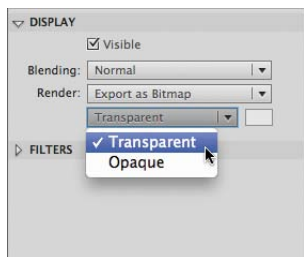 DISPLAY
Visible
Blending: Normal
Render: Export as Bitmap
Transparent
Transparent
Opaque
FILTERS